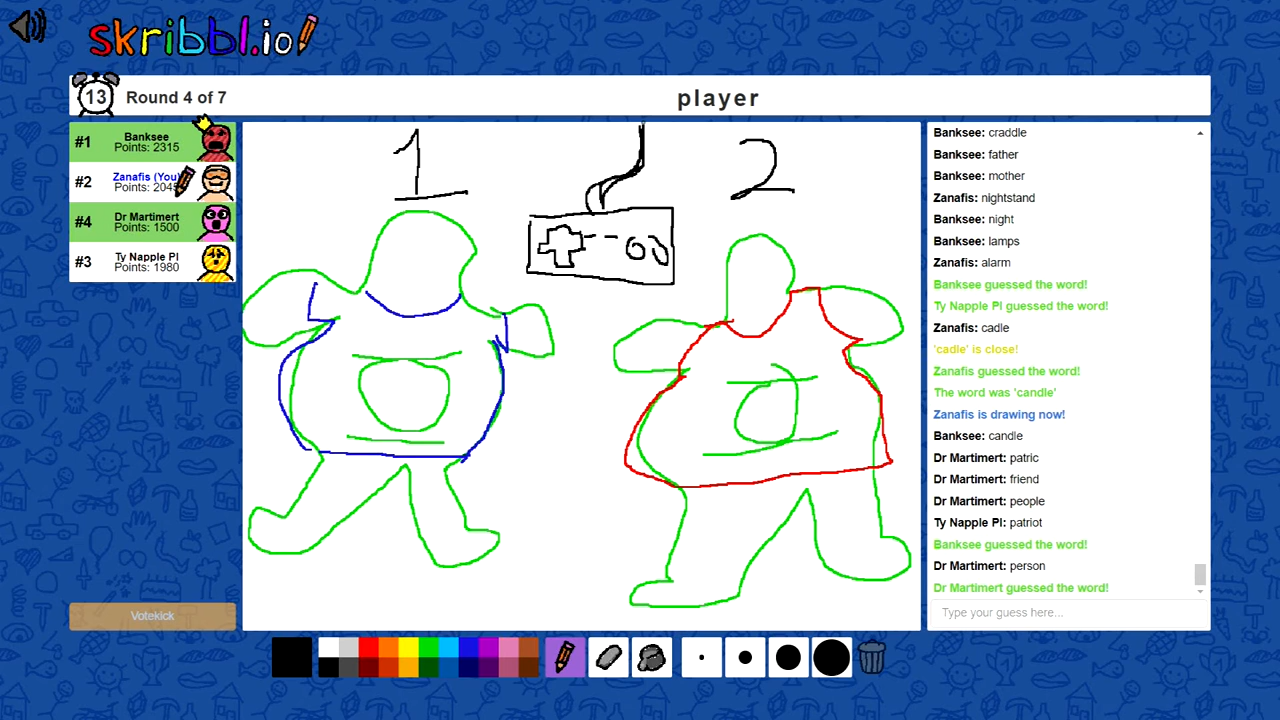 skribbl.io
13
Round 4 of 7
player
#1
Banksee
Points: 2315
#2
Zanafis (You)
Points: 2045
#4
Dr Martimert
Points: 1500
#3
Ty Napple Pl
Points: 1980
Votekick
1
2
Banksee: craddle
Banksee: father
Banksee: mother
Zanafis: nightstand
Banksee: night
Banksee: lamps
Zanafis: alarm
Banksee guessed the word!
Ty Napple Pl guessed the word!
Zanafis: cadle
'cadle' is close!
Zanafis guessed the word!
The word was 'candle'
Zanafis is drawing now!
Banksee: candle
Dr Martimert: patric
Dr Martimert: friend
Dr Martimert: people
Ty Napple Pl: patriot
Banksee guessed the word!
Dr Martimert: person
Dr Martimert guessed the word!
Type your guess here...